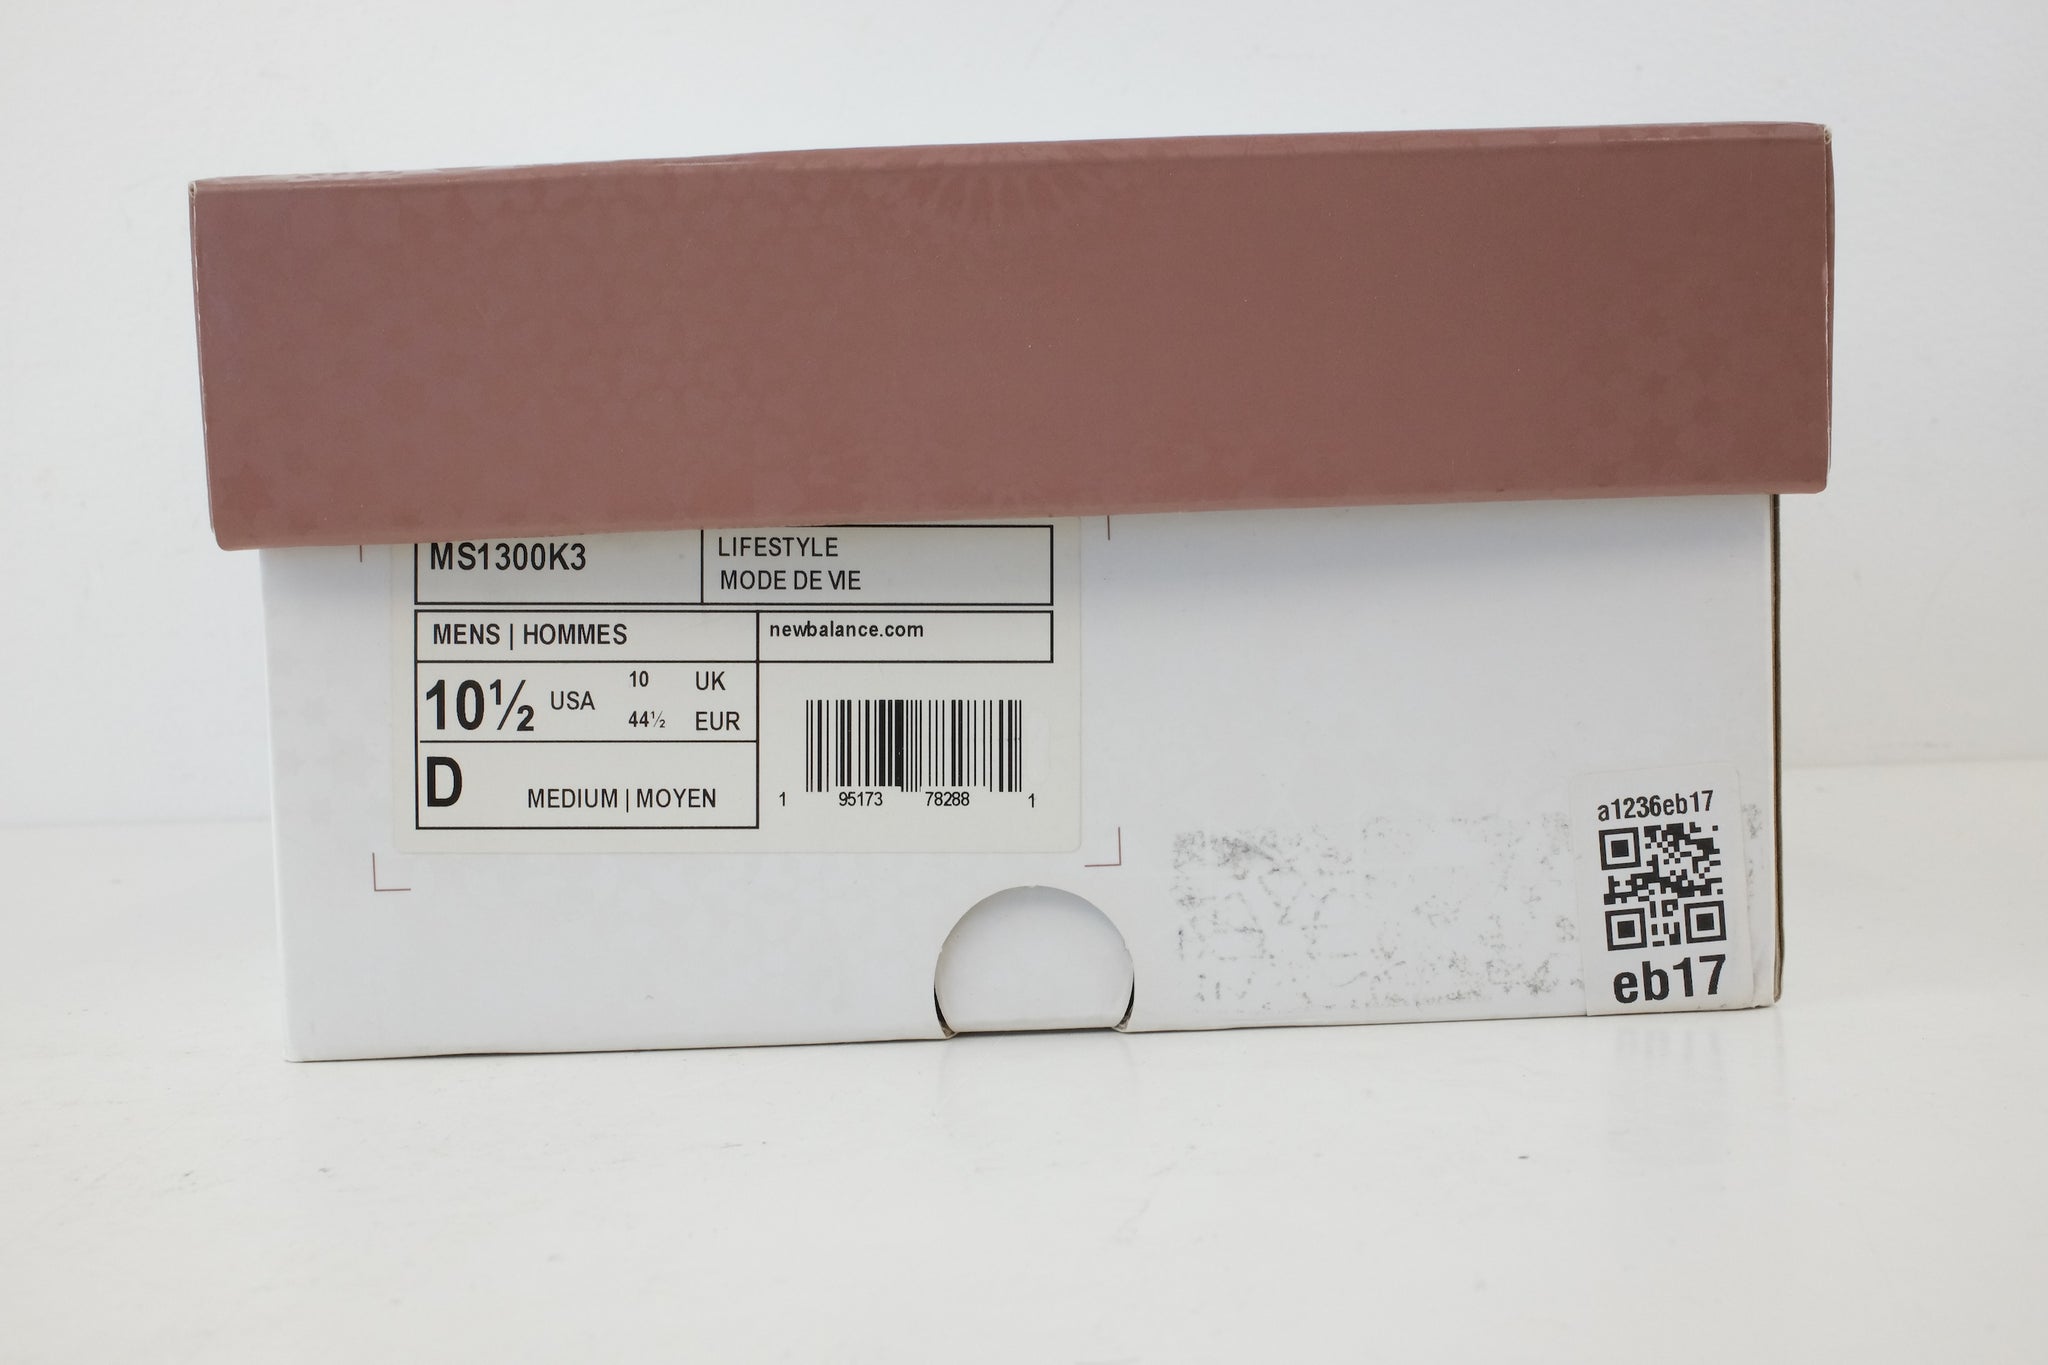 MS1300K3
LIFESTYLE
MODE DE VIE
MENS | HOMMES
newbalance.com
10½ USA
10 UK
44½ EUR
D MEDIUM | MOYEN
1 95173 78288 1
a1236eb17
eb17